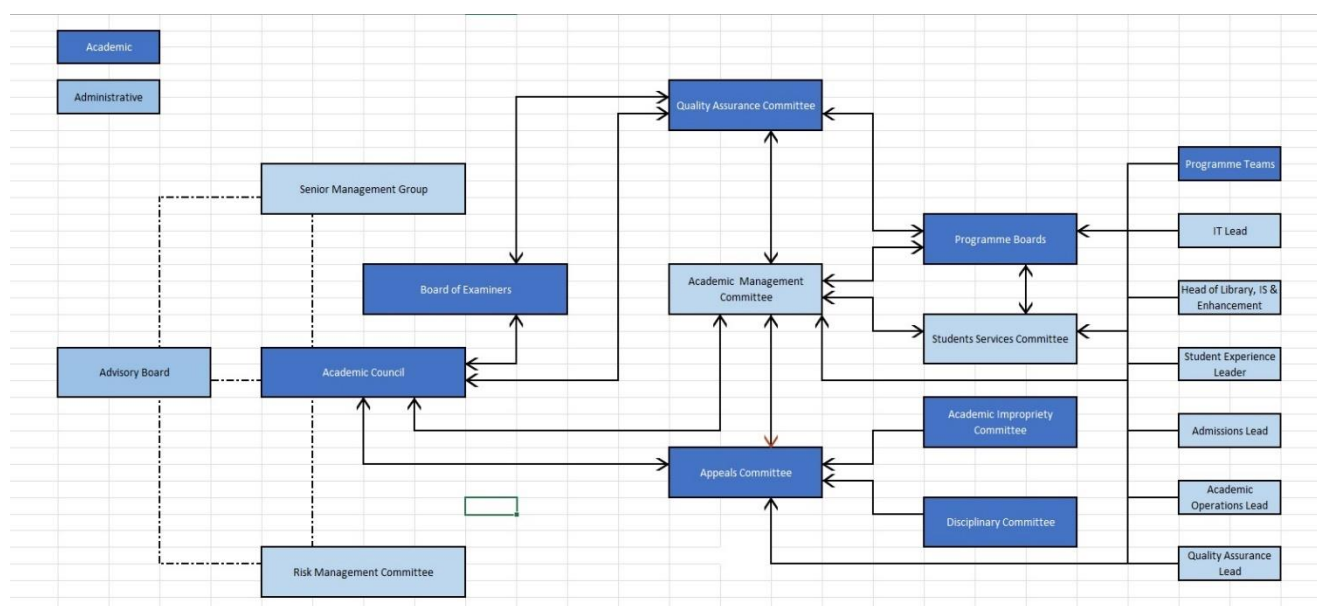 Academic
Administrative
Quality Assurance Committee
Programme Teams
Senior Management Group
IT Lead
Programme Boards
Board of Examiners
Academic Management
Committee
Head of Library, IS &
Enhancement
Students Services Committee
Student Experience
Leader
Advisory Board
Academic Council
Academic Impropriety
Committee
Admissions Lead
Appeals Committee
Academic
Operations Lead
Disciplinary Committee
Risk Management Committee
Quality Assurance
Lead